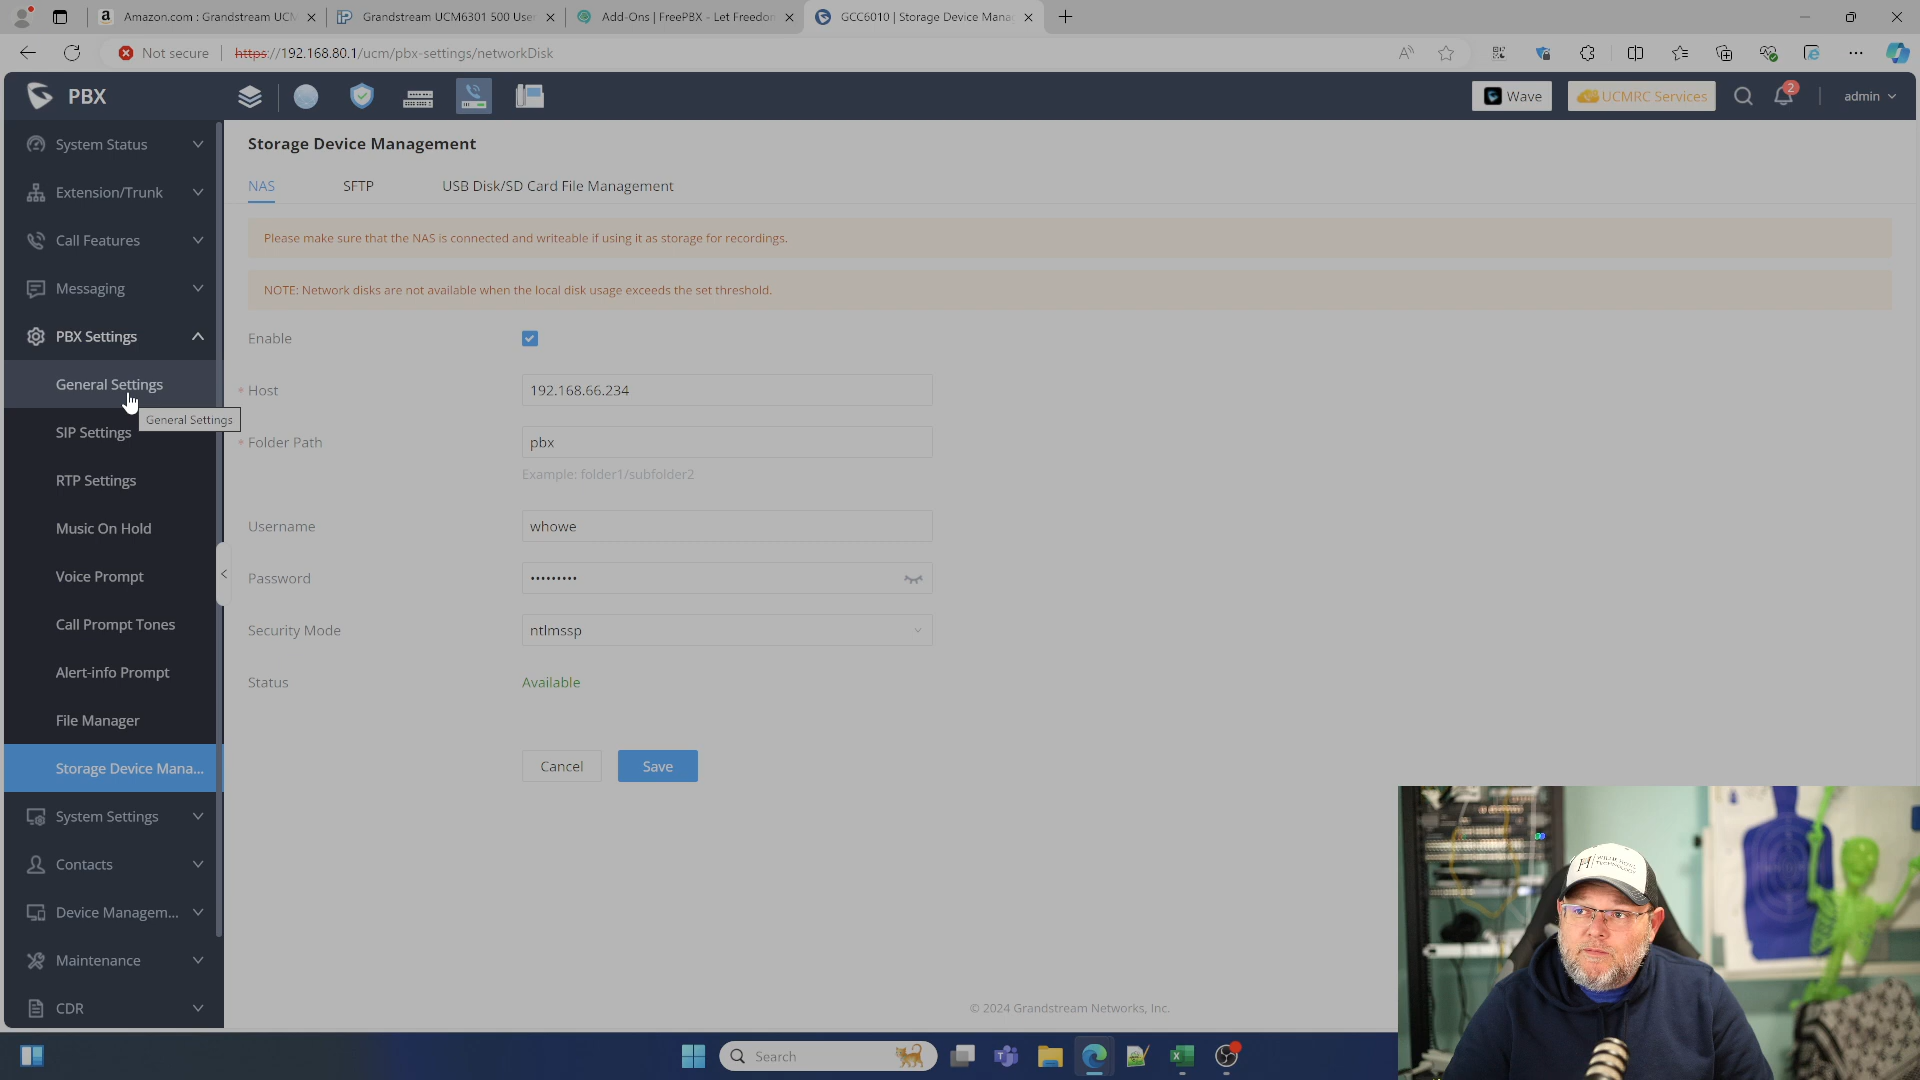 Amazon.com : Grandstream UCM
Grandstream UCM6301 500 User
Add-Ons | FreePBX - Let Freedom
GCC6010 | Storage Device Mana
Not secure
https://192.168.80.1/ucm/pbx-settings/networkDisk
PBX
Wave
UCMRC Services
2
admin
System Status
Extension/Trunk
Call Features
Messaging
PBX Settings
General Settings
General Settings
SIP Settings
RTP Settings
Music On Hold
Voice Prompt
Call Prompt Tones
Alert-info Prompt
File Manager
Storage Device Mana...
System Settings
Contacts
Device Managem...
Maintenance
CDR
Storage Device Management
NAS
SFTP
USB Disk/SD Card File Management
Please make sure that the NAS is connected and writeable if using it as storage for recordings.
NOTE: Network disks are not available when the local disk usage exceeds the set threshold.
Enable
* Host
192.168.66.234
* Folder Path
pbx
Example: folder1/subfolder2
Username
whowe
Password
•••••••••
Security Mode
ntlmssp
Status
Available
Cancel
Save
© 2024 Grandstream Networks, Inc.
Search